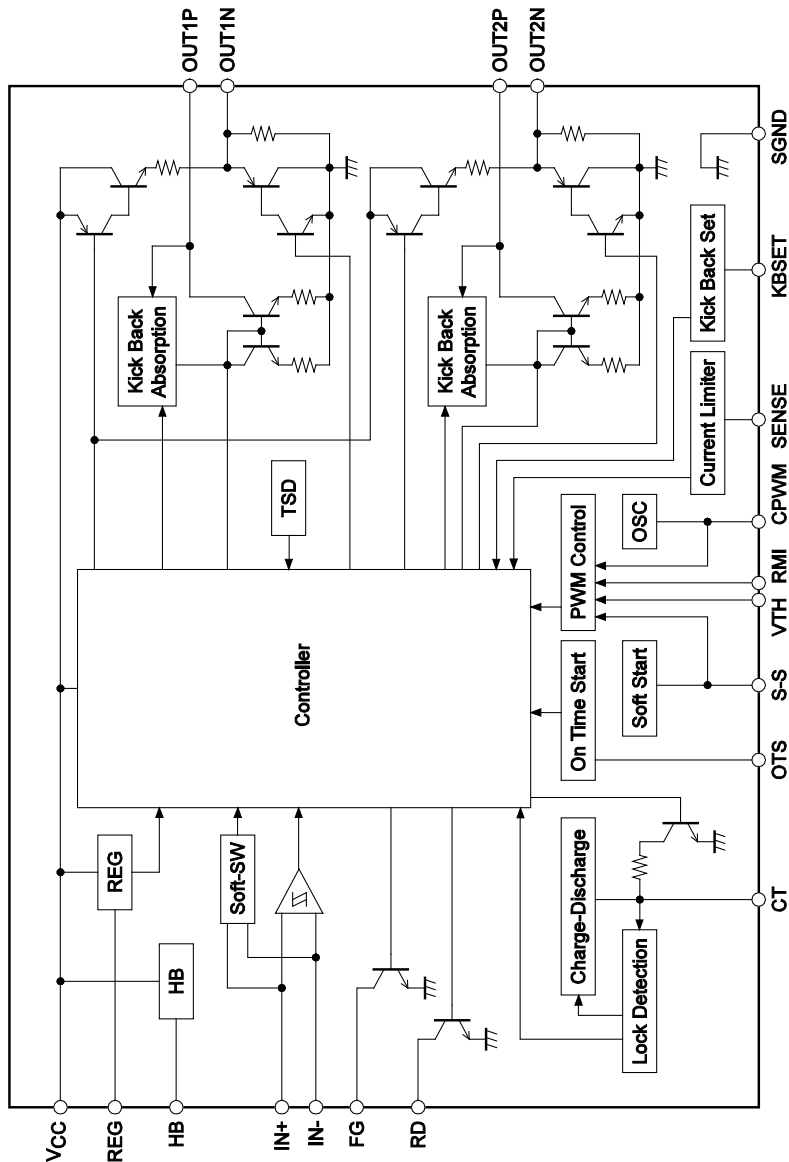 OUT1P
OUT1N
OUT2P
OUT2N
SGND
KBSET
SENSE
CPWM
RMI
VTH
S-S
OTS
CT
VCC
REG
HB
IN+
IN-
FG
RD
Kick Back
Absorption
Kick Back
Absorption
Kick Back Set
Current Limiter
TSD
OSC
PWM Control
Controller
Soft Start
On Time Start
REG
Soft-SW
HB
Charge-Discharge
Lock Detection